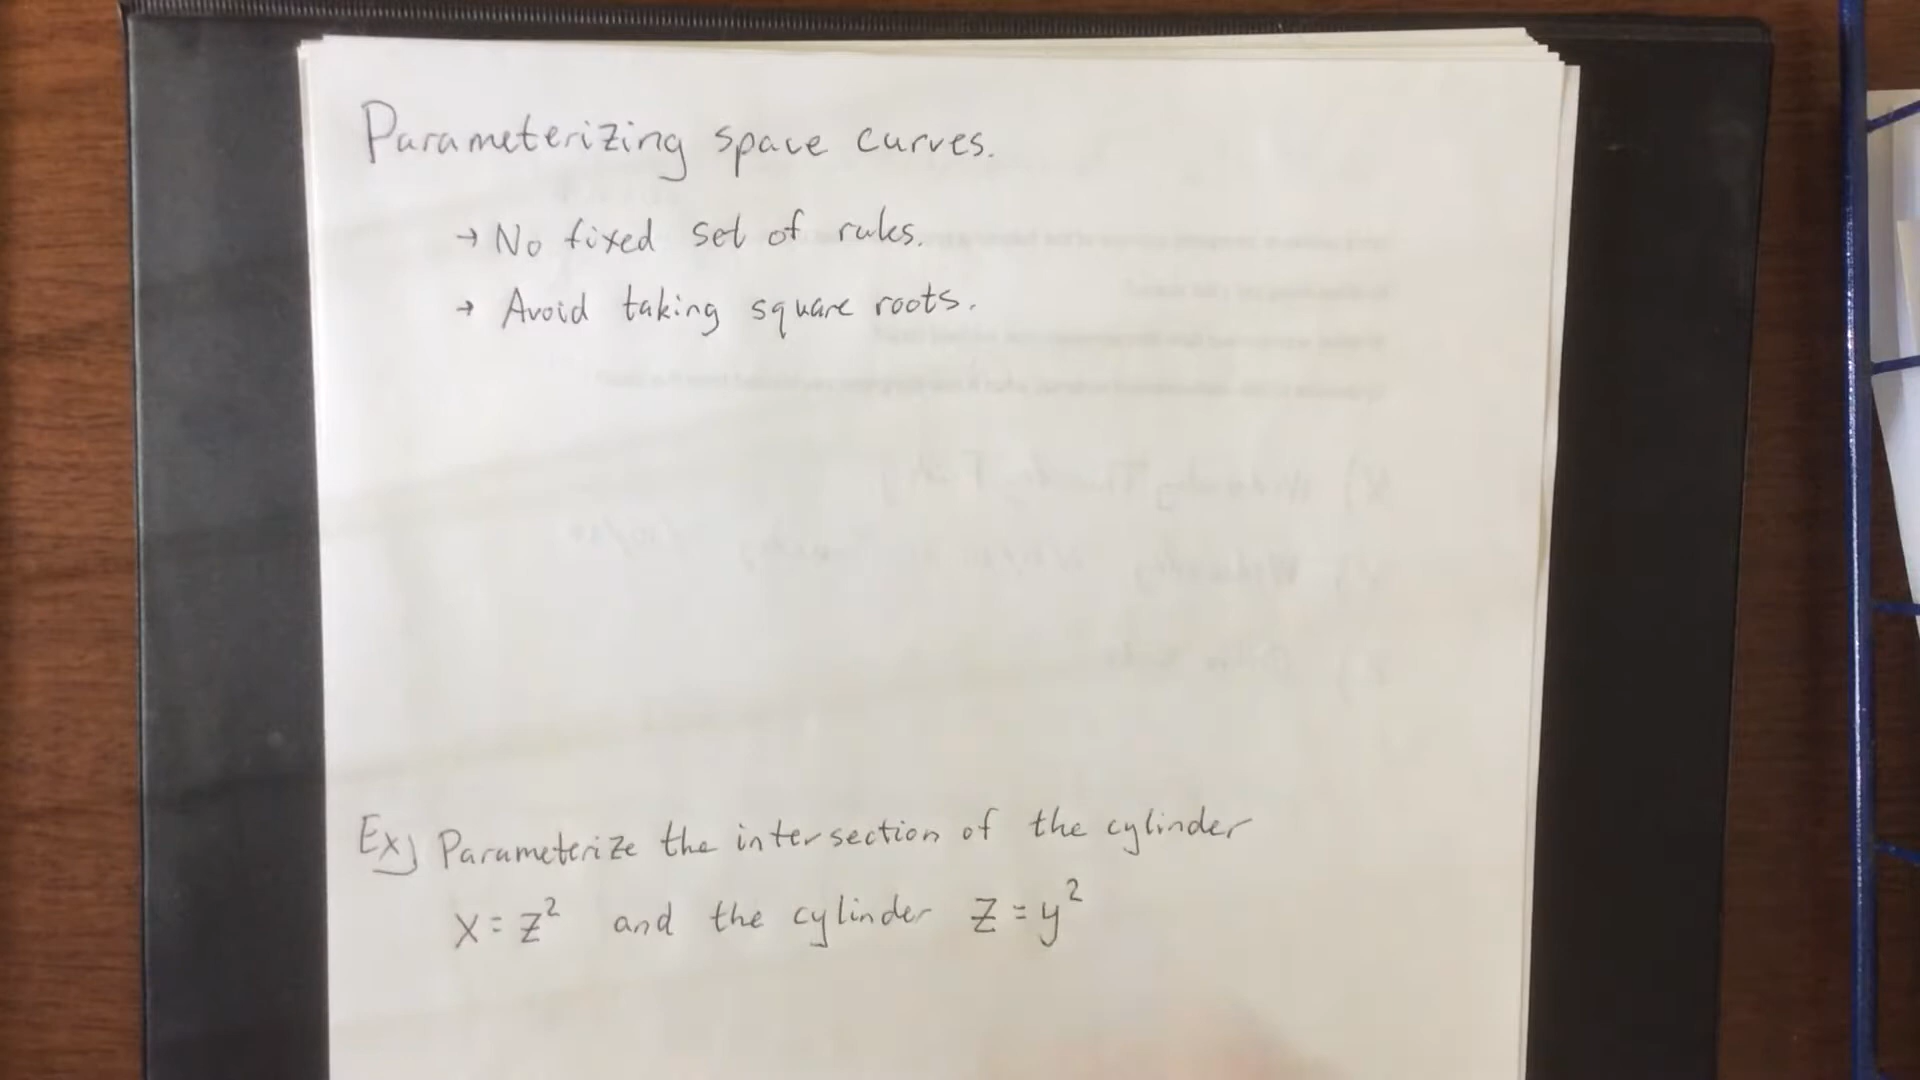 Parameterizing space curves.
→ No fixed set of rules.
→ Avoid taking square roots.
Ex) Parameterize the intersection of the cylinder
x = z² and the cylinder z = y²